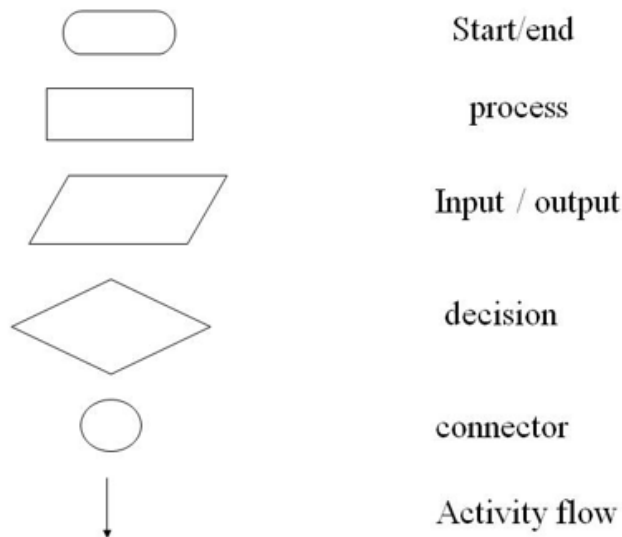 Start/end
process
Input / output
decision
connector
Activity flow